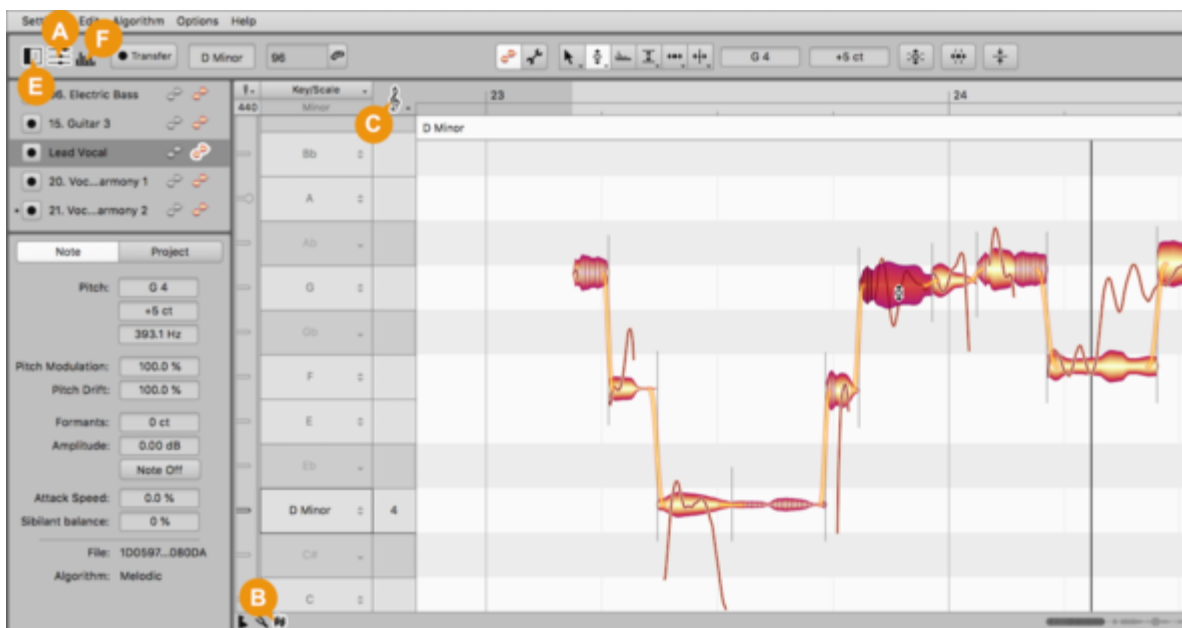 Edit Algorithm Options Help
A
F
Transfer D Minor 96
G 4 +5 ct
E
06. Electric Bass
15. Guitar 3
Lead Vocal
20. Voc...armony 1
21. Voc...armony 2
Key/Scale
440 Minor
C
23 24
D Minor
Bb
A
Ab
G
Gb
F
E
Eb
D Minor 4
C#
C
Note Project
Pitch: G 4
+5 ct
393.1 Hz
Pitch Modulation: 100.0 %
Pitch Drift: 100.0 %
Formants: 0 ct
Amplitude: 0.00 dB
Note Off
Attack Speed: 0.0 %
Sibilant balance: 0 %
File: 1D0597...080DA
Algorithm: Melodic
B